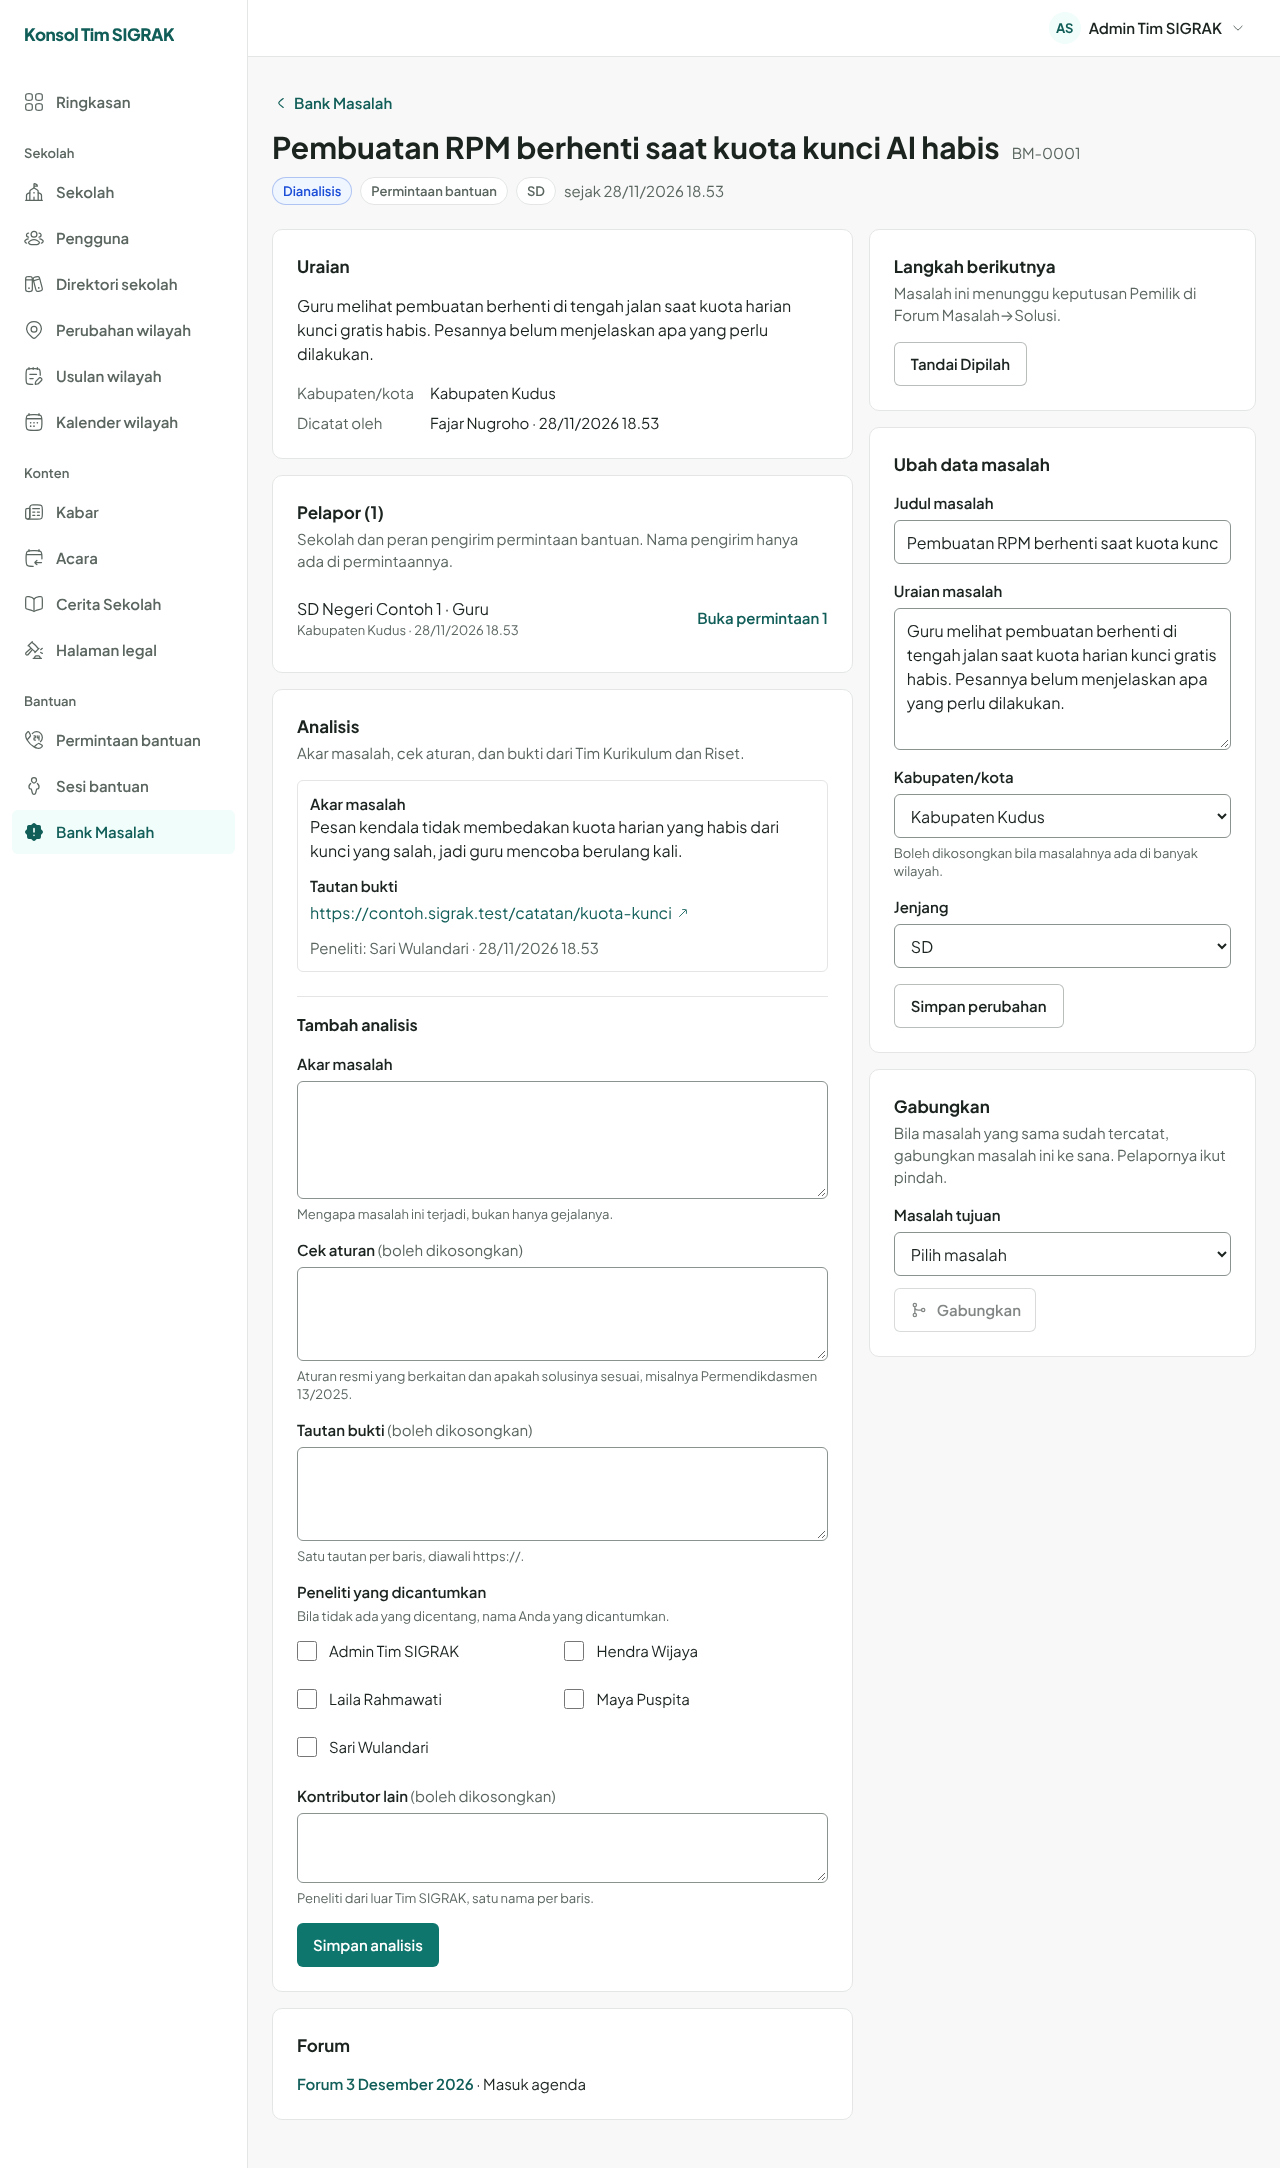 Konsol Tim SIGRAK
AS Admin Tim SIGRAK
Ringkasan
Sekolah
Sekolah
Pengguna
Direktori sekolah
Perubahan wilayah
Usulan wilayah
Kalender wilayah
Konten
Kabar
Acara
Cerita Sekolah
Halaman legal
Bantuan
Permintaan bantuan
Sesi bantuan
Bank Masalah
Bank Masalah
Pembuatan RPM berhenti saat kuota kunci AI habis BM-0001
Dianalisis Permintaan bantuan SD sejak 28/11/2026 18.53
Uraian
Guru melihat pembuatan berhenti di tengah jalan saat kuota harian
kunci gratis habis. Pesannya belum menjelaskan apa yang perlu
dilakukan.
Kabupaten/kota Kabupaten Kudus
Dicatat oleh Fajar Nugroho · 28/11/2026 18.53
Pelapor (1)
Sekolah dan peran pengirim permintaan bantuan. Nama pengirim hanya
ada di permintaannya.
SD Negeri Contoh 1 · Guru
Kabupaten Kudus · 28/11/2026 18.53
Buka permintaan 1
Analisis
Akar masalah, cek aturan, dan bukti dari Tim Kurikulum dan Riset.
Akar masalah
Pesan kendala tidak membedakan kuota harian yang habis dari
kunci yang salah, jadi guru mencoba berulang kali.
Tautan bukti
https://contoh.sigrak.test/catatan/kuota-kunci ↗
Peneliti: Sari Wulandari · 28/11/2026 18.53
Tambah analisis
Akar masalah
Mengapa masalah ini terjadi, bukan hanya gejalanya.
Cek aturan (boleh dikosongkan)
Aturan resmi yang berkaitan dan apakah solusinya sesuai, misalnya Permendikdasmen
13/2025.
Tautan bukti (boleh dikosongkan)
Satu tautan per baris, diawali https://.
Peneliti yang dicantumkan
Bila tidak ada yang dicentang, nama Anda yang dicantumkan.
Admin Tim SIGRAK
Hendra Wijaya
Laila Rahmawati
Maya Puspita
Sari Wulandari
Kontributor lain (boleh dikosongkan)
Peneliti dari luar Tim SIGRAK, satu nama per baris.
Simpan analisis
Forum
Forum 3 Desember 2026 · Masuk agenda
Langkah berikutnya
Masalah ini menunggu keputusan Pemilik di
Forum Masalah→Solusi.
Tandai Dipilah
Ubah data masalah
Judul masalah
Pembuatan RPM berhenti saat kuota kunc
Uraian masalah
Guru melihat pembuatan berhenti di
tengah jalan saat kuota harian kunci gratis
habis. Pesannya belum menjelaskan apa
yang perlu dilakukan.
Kabupaten/kota
Kabupaten Kudus
Boleh dikosongkan bila masalahnya ada di banyak
wilayah.
Jenjang
SD
Simpan perubahan
Gabungkan
Bila masalah yang sama sudah tercatat,
gabungkan masalah ini ke sana. Pelapornya ikut
pindah.
Masalah tujuan
Pilih masalah
Gabungkan